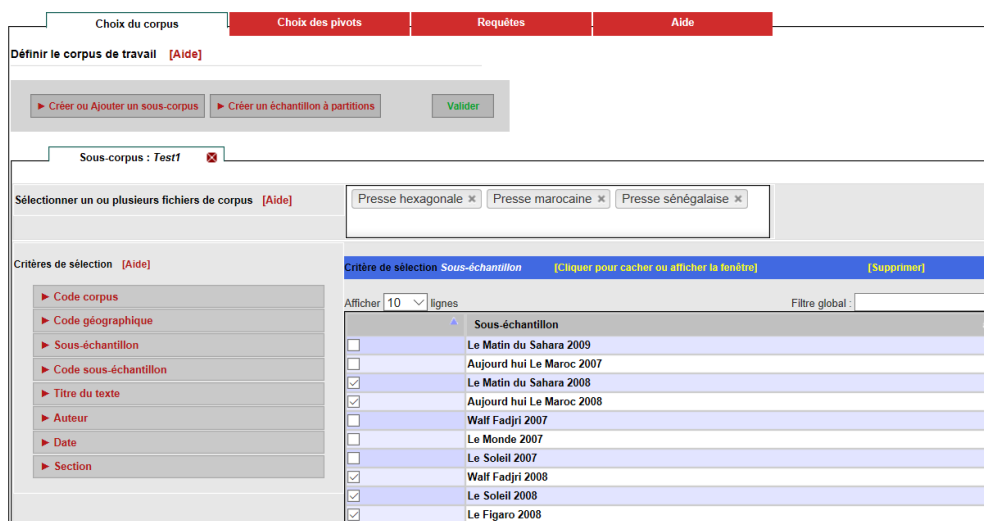 Choix du corpus Choix des pivots Requêtes Aide
Définir le corpus de travail [Aide]
► Créer ou Ajouter un sous-corpus ► Créer un échantillon à partitions Valider
Sous-corpus : Test1
Sélectionner un ou plusieurs fichiers de corpus [Aide] Presse hexagonale × Presse marocaine × Presse sénégalaise ×
Critères de sélection [Aide]
► Code corpus
► Code géographique
► Sous-échantillon
► Code sous-échantillon
► Titre du texte
► Auteur
► Date
► Section
Critère de sélection Sous-échantillon [Cliquer pour cacher ou afficher la fenêtre] [Supprimer]
Afficher 10 lignes Filtre global :
Sous-échantillon
Le Matin du Sahara 2009
Aujourd hui Le Maroc 2007
Le Matin du Sahara 2008
Aujourd hui Le Maroc 2008
Walf Fadjri 2007
Le Monde 2007
Le Soleil 2007
Walf Fadjri 2008
Le Soleil 2008
Le Figaro 2008